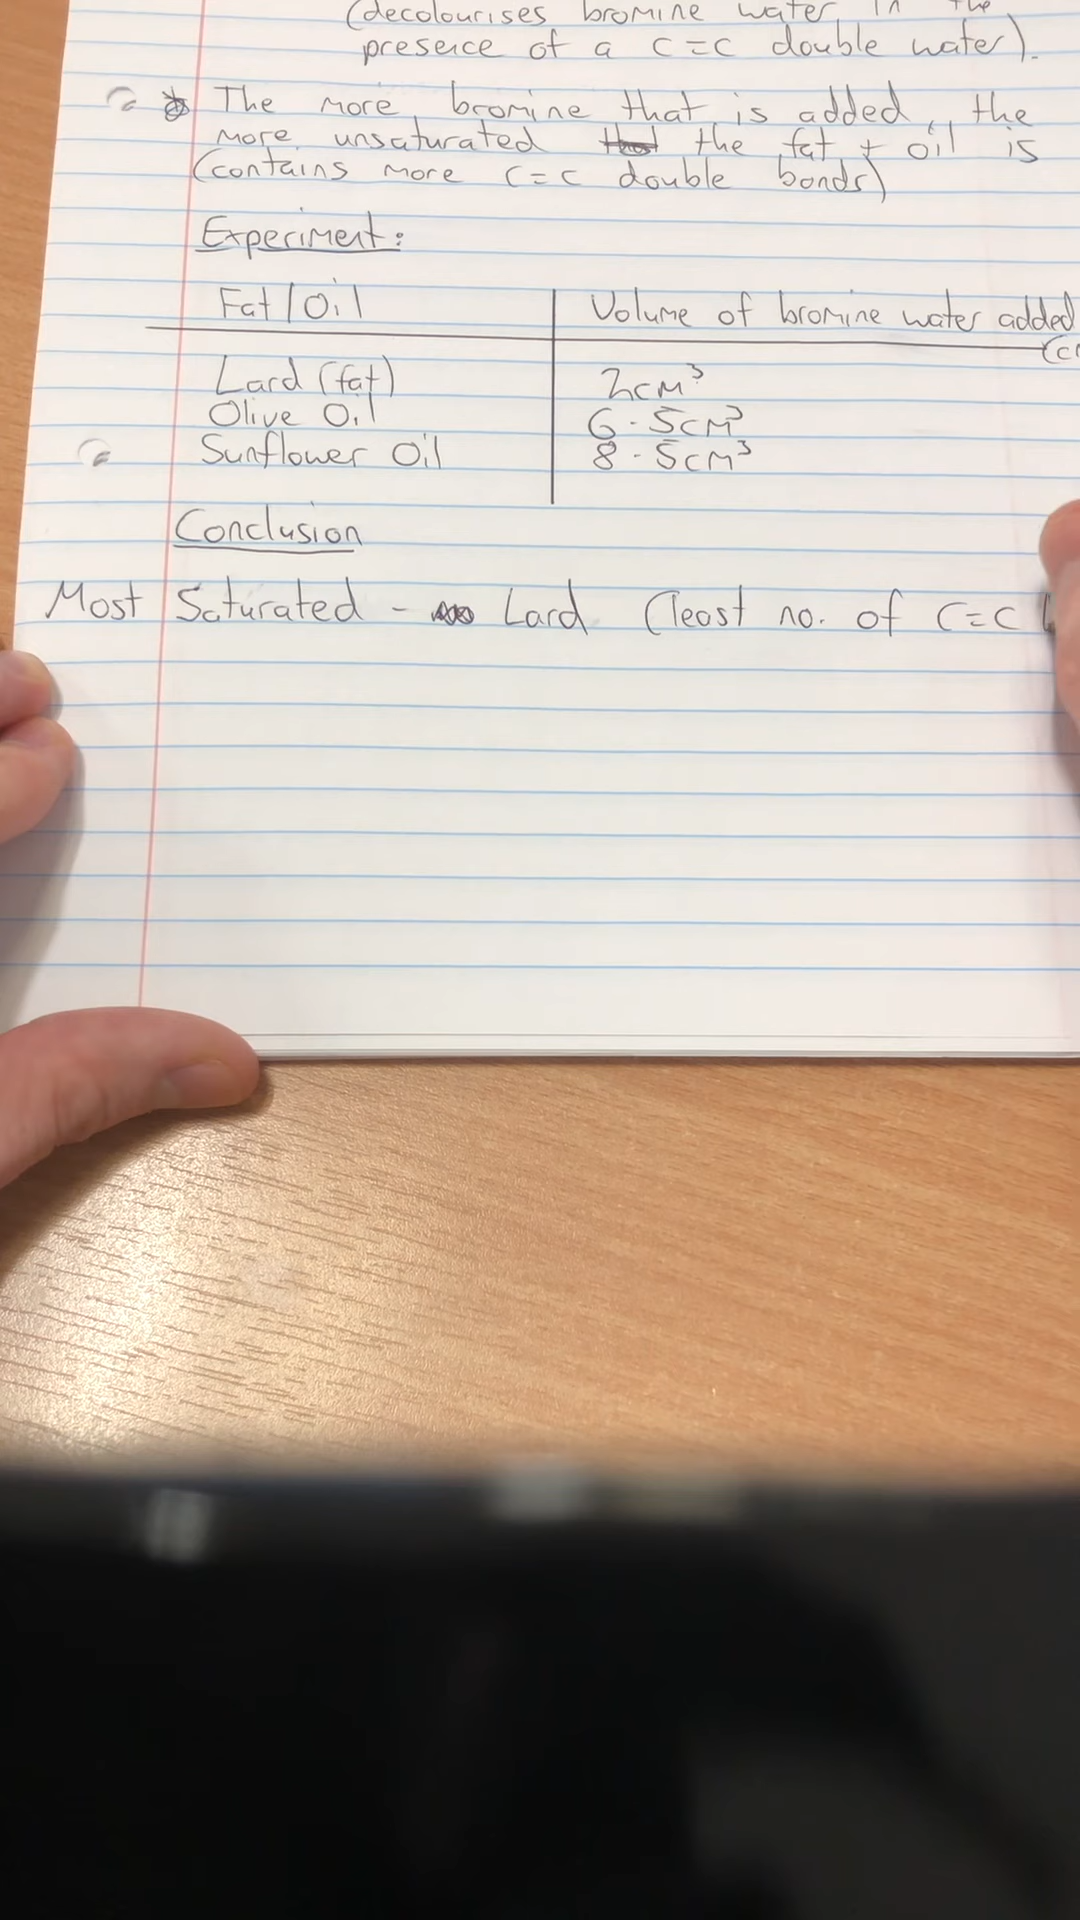 (decolourises bromine water in the
presence of a C=C double water).
The more bromine that is added, the
more unsaturated the fat + oil is
(contains more C=C double bonds)
Experiment:
Fat/Oil Volume of bromine water added
Lard (fat) 2cm³
Olive Oil 6.5cm³
Sunflower Oil 8.5cm³
Conclusion
Most Saturated - Lard (least no. of C=C